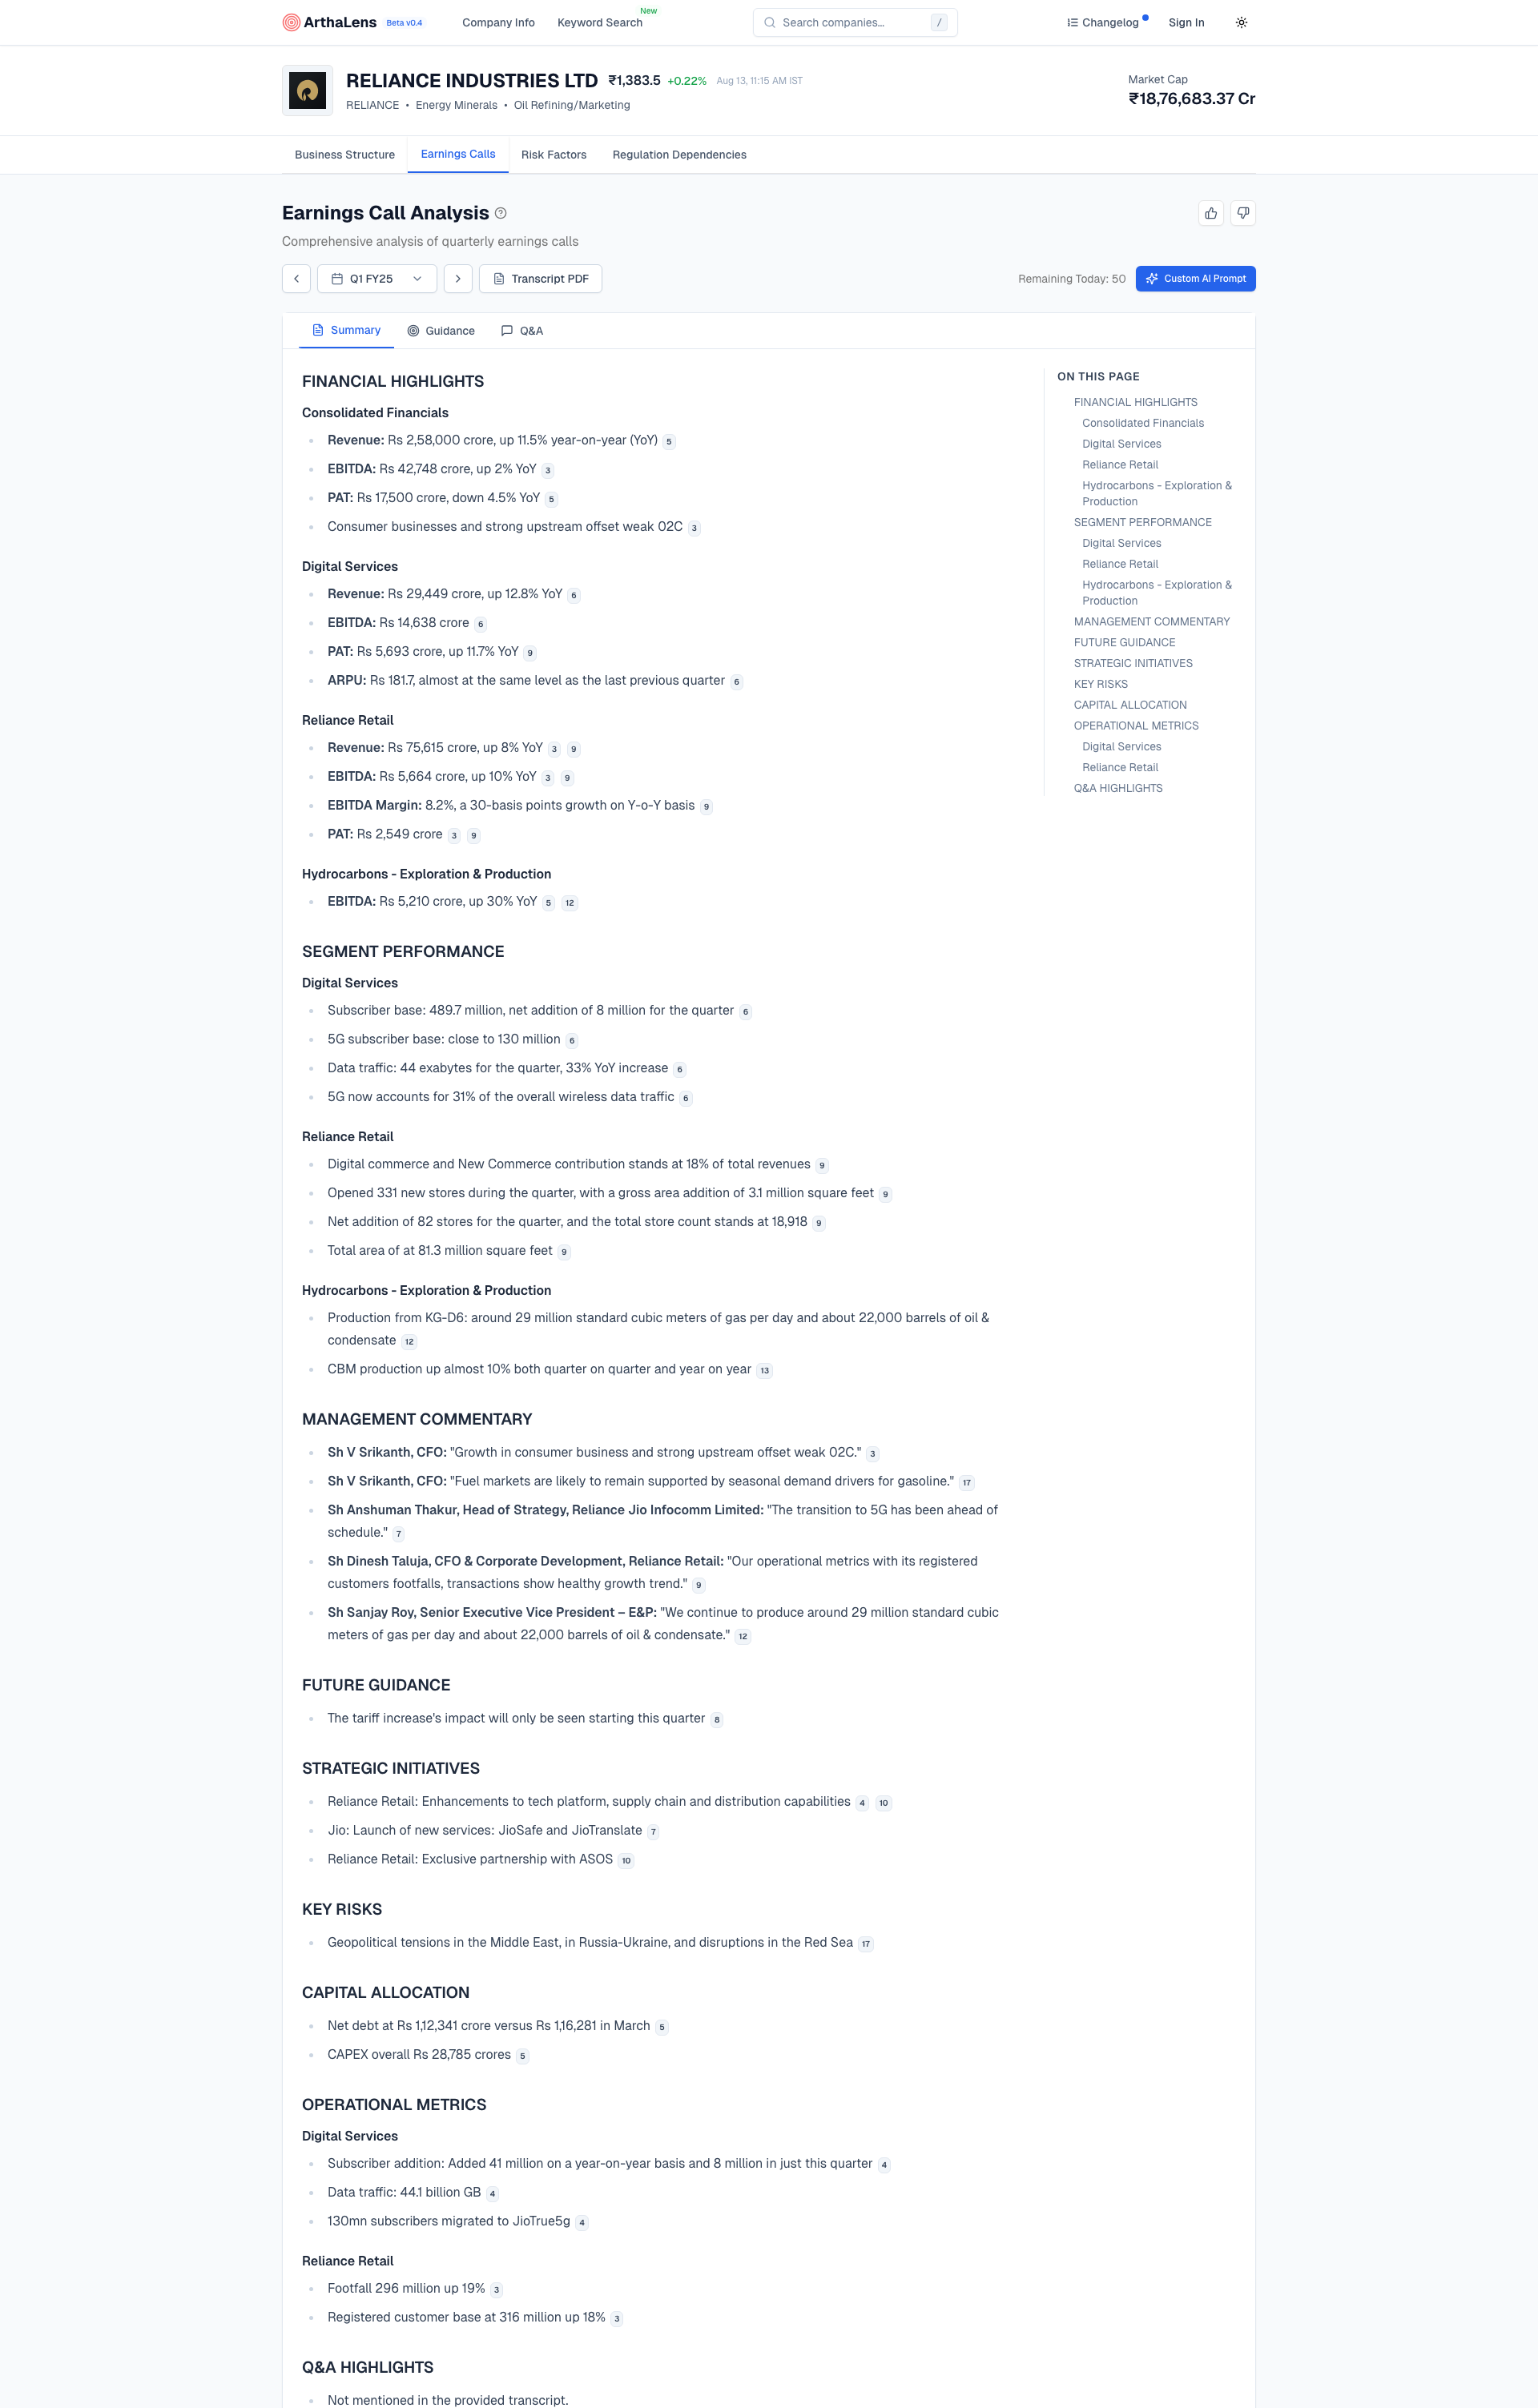 ArthaLens Beta v0.4 Company Info Keyword Search New Search companies... / Changelog Sign In
RELIANCE INDUSTRIES LTD ₹1,383.5 +0.22% Aug 13, 11:15 AM IST
RELIANCE • Energy Minerals • Oil Refining/Marketing
Market Cap
₹18,76,683.37 Cr
Business Structure Earnings Calls Risk Factors Regulation Dependencies
Earnings Call Analysis
Comprehensive analysis of quarterly earnings calls
Q1 FY25 Transcript PDF Remaining Today: 50 Custom AI Prompt
Summary Guidance Q&A
FINANCIAL HIGHLIGHTS
Consolidated Financials
Revenue: Rs 2,58,000 crore, up 11.5% year-on-year (YoY) 5
EBITDA: Rs 42,748 crore, up 2% YoY 3
PAT: Rs 17,500 crore, down 4.5% YoY 5
Consumer businesses and strong upstream offset weak 02C 3
Digital Services
Revenue: Rs 29,449 crore, up 12.8% YoY 6
EBITDA: Rs 14,638 crore 6
PAT: Rs 5,693 crore, up 11.7% YoY 9
ARPU: Rs 181.7, almost at the same level as the last previous quarter 6
Reliance Retail
Revenue: Rs 75,615 crore, up 8% YoY 3 9
EBITDA: Rs 5,664 crore, up 10% YoY 3 9
EBITDA Margin: 8.2%, a 30-basis points growth on Y-o-Y basis 9
PAT: Rs 2,549 crore 3 9
Hydrocarbons - Exploration & Production
EBITDA: Rs 5,210 crore, up 30% YoY 5 12
SEGMENT PERFORMANCE
Digital Services
Subscriber base: 489.7 million, net addition of 8 million for the quarter 6
5G subscriber base: close to 130 million 6
Data traffic: 44 exabytes for the quarter, 33% YoY increase 6
5G now accounts for 31% of the overall wireless data traffic 6
Reliance Retail
Digital commerce and New Commerce contribution stands at 18% of total revenues 9
Opened 331 new stores during the quarter, with a gross area addition of 3.1 million square feet 9
Net addition of 82 stores for the quarter, and the total store count stands at 18,918 9
Total area of at 81.3 million square feet 9
Hydrocarbons - Exploration & Production
Production from KG-D6: around 29 million standard cubic meters of gas per day and about 22,000 barrels of oil &
condensate 12
CBM production up almost 10% both quarter on quarter and year on year 13
MANAGEMENT COMMENTARY
Sh V Srikanth, CFO: "Growth in consumer business and strong upstream offset weak 02C." 3
Sh V Srikanth, CFO: "Fuel markets are likely to remain supported by seasonal demand drivers for gasoline." 17
Sh Anshuman Thakur, Head of Strategy, Reliance Jio Infocomm Limited: "The transition to 5G has been ahead of
schedule." 7
Sh Dinesh Taluja, CFO & Corporate Development, Reliance Retail: "Our operational metrics with its registered
customers footfalls, transactions show healthy growth trend." 9
Sh Sanjay Roy, Senior Executive Vice President – E&P: "We continue to produce around 29 million standard cubic
meters of gas per day and about 22,000 barrels of oil & condensate." 12
FUTURE GUIDANCE
The tariff increase's impact will only be seen starting this quarter 8
STRATEGIC INITIATIVES
Reliance Retail: Enhancements to tech platform, supply chain and distribution capabilities 4 10
Jio: Launch of new services: JioSafe and JioTranslate 7
Reliance Retail: Exclusive partnership with ASOS 10
KEY RISKS
Geopolitical tensions in the Middle East, in Russia-Ukraine, and disruptions in the Red Sea 17
CAPITAL ALLOCATION
Net debt at Rs 1,12,341 crore versus Rs 1,16,281 in March 5
CAPEX overall Rs 28,785 crores 5
OPERATIONAL METRICS
Digital Services
Subscriber addition: Added 41 million on a year-on-year basis and 8 million in just this quarter 4
Data traffic: 44.1 billion GB 4
130mn subscribers migrated to JioTrue5g 4
Reliance Retail
Footfall 296 million up 19% 3
Registered customer base at 316 million up 18% 3
Q&A HIGHLIGHTS
Not mentioned in the provided transcript.
ON THIS PAGE
FINANCIAL HIGHLIGHTS
Consolidated Financials
Digital Services
Reliance Retail
Hydrocarbons - Exploration &
Production
SEGMENT PERFORMANCE
Digital Services
Reliance Retail
Hydrocarbons - Exploration &
Production
MANAGEMENT COMMENTARY
FUTURE GUIDANCE
STRATEGIC INITIATIVES
KEY RISKS
CAPITAL ALLOCATION
OPERATIONAL METRICS
Digital Services
Reliance Retail
Q&A HIGHLIGHTS